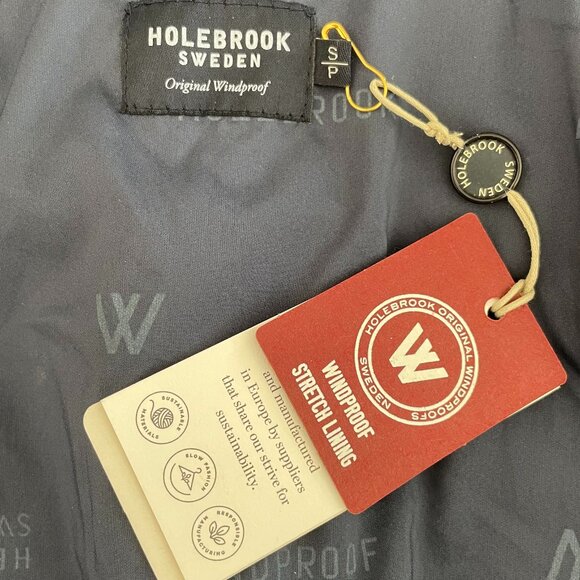 HOLEBROOK
SWEDEN
Original Windproof
S
P
HOLEBROOK
SWEDEN
HOLEBROOK ORIGINAL WINDPROOFS
SWEDEN
W
WINDPROOF
STRETCH LINING
and manufactured
in Europe by suppliers
that share our strive for
sustainability.
SUSTAINABLE
MATERIALS
SLOW FASHION
RESPONSIBLE
MANUFACTURING
W
WINDPROOF